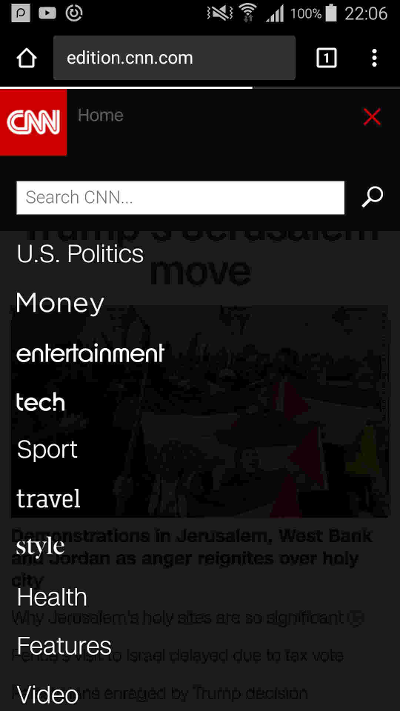 100% 22:06
edition.cnn.com
1
CNN
Home
Search CNN...
Trump's Jerusalem
move
U.S. Politics
Money
entertainment
tech
Sport
travel
Demonstrations in Jerusalem, West Bank
style
and Jordan as anger reignites over holy
city
Health
Why Jerusalem's holy sites are so significant
Features
visit to Israel delayed due to tax vote
Video
enraged by Trump decision